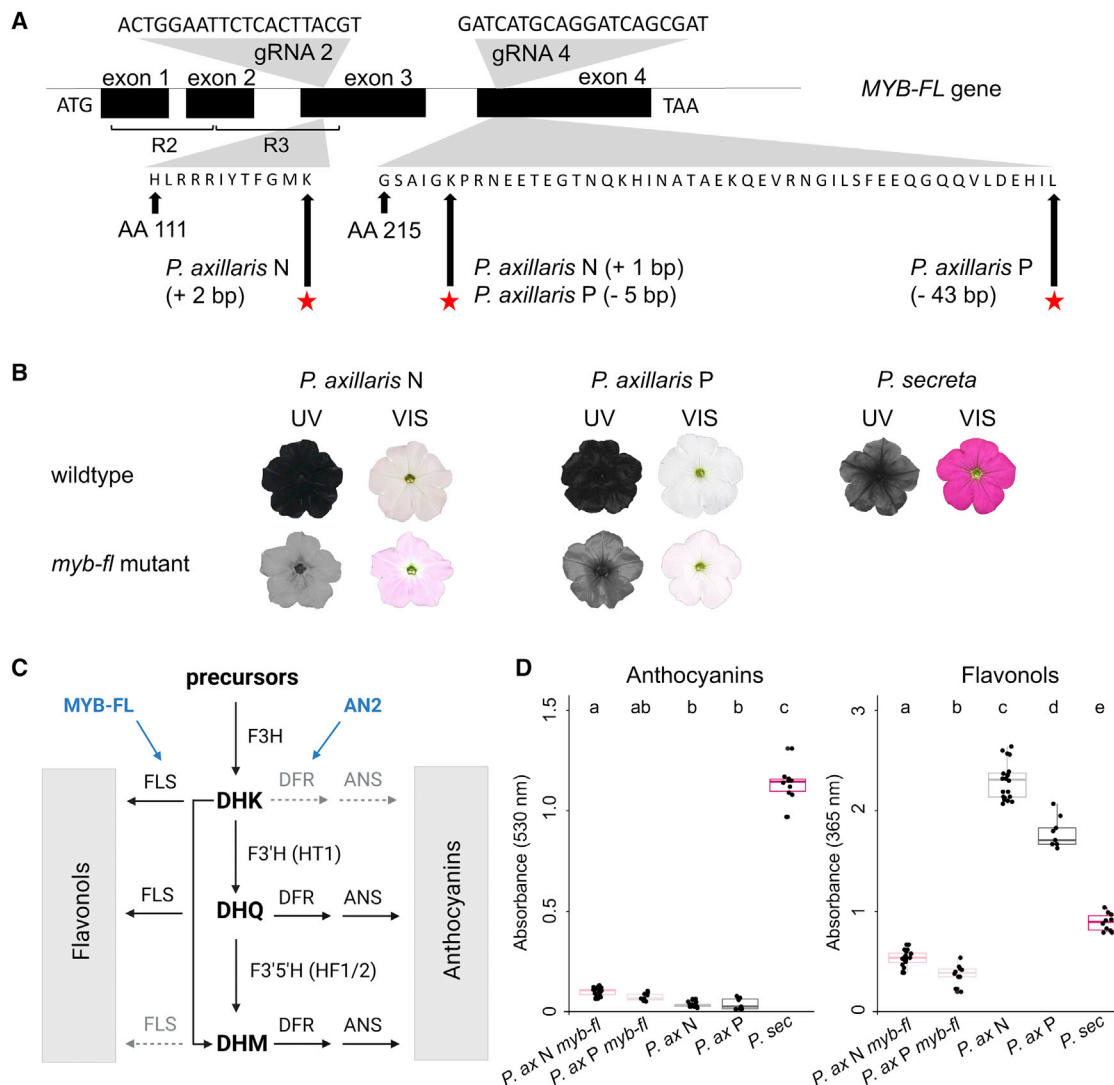 A
ACTGGAATTCTCACTTACGT
GATCATGCAGGATCAGCGAT
gRNA 2
gRNA 4
exon 1
exon 2
exon 3
exon 4
MYB-FL gene
ATG
TAA
R2
R3
H L R R R I Y T F G M K
G S A I G K P R N E E T E G T N Q K H I N A T A E K Q E V R N G I L S F E E Q G Q Q V L D E H I L
AA 111
AA 215
P. axillaris N
(+ 2 bp)
P. axillaris N (+ 1 bp)
P. axillaris P (- 5 bp)
P. axillaris P
(- 43 bp)
B
P. axillaris N
P. axillaris P
P. secreta
UV VIS
UV VIS
UV VIS
wildtype
myb-fl mutant
C
precursors
MYB-FL
AN2
F3H
FLS
DFR
ANS
DHK
F3'H (HT1)
FLS
DHQ
DFR
ANS
F3'5'H (HF1/2)
FLS
DHM
DFR
ANS
Flavonols
Anthocyanins
D
Anthocyanins
a ab b b c
Absorbance (530 nm)
1.5
1.0
0.5
0
P. ax N myb-fl
P. ax P myb-fl
P. ax N
P. ax P
P. sec
Flavonols
a b c d e
Absorbance (365 nm)
3
2
1
0
P. ax N myb-fl
P. ax P myb-fl
P. ax N
P. ax P
P. sec